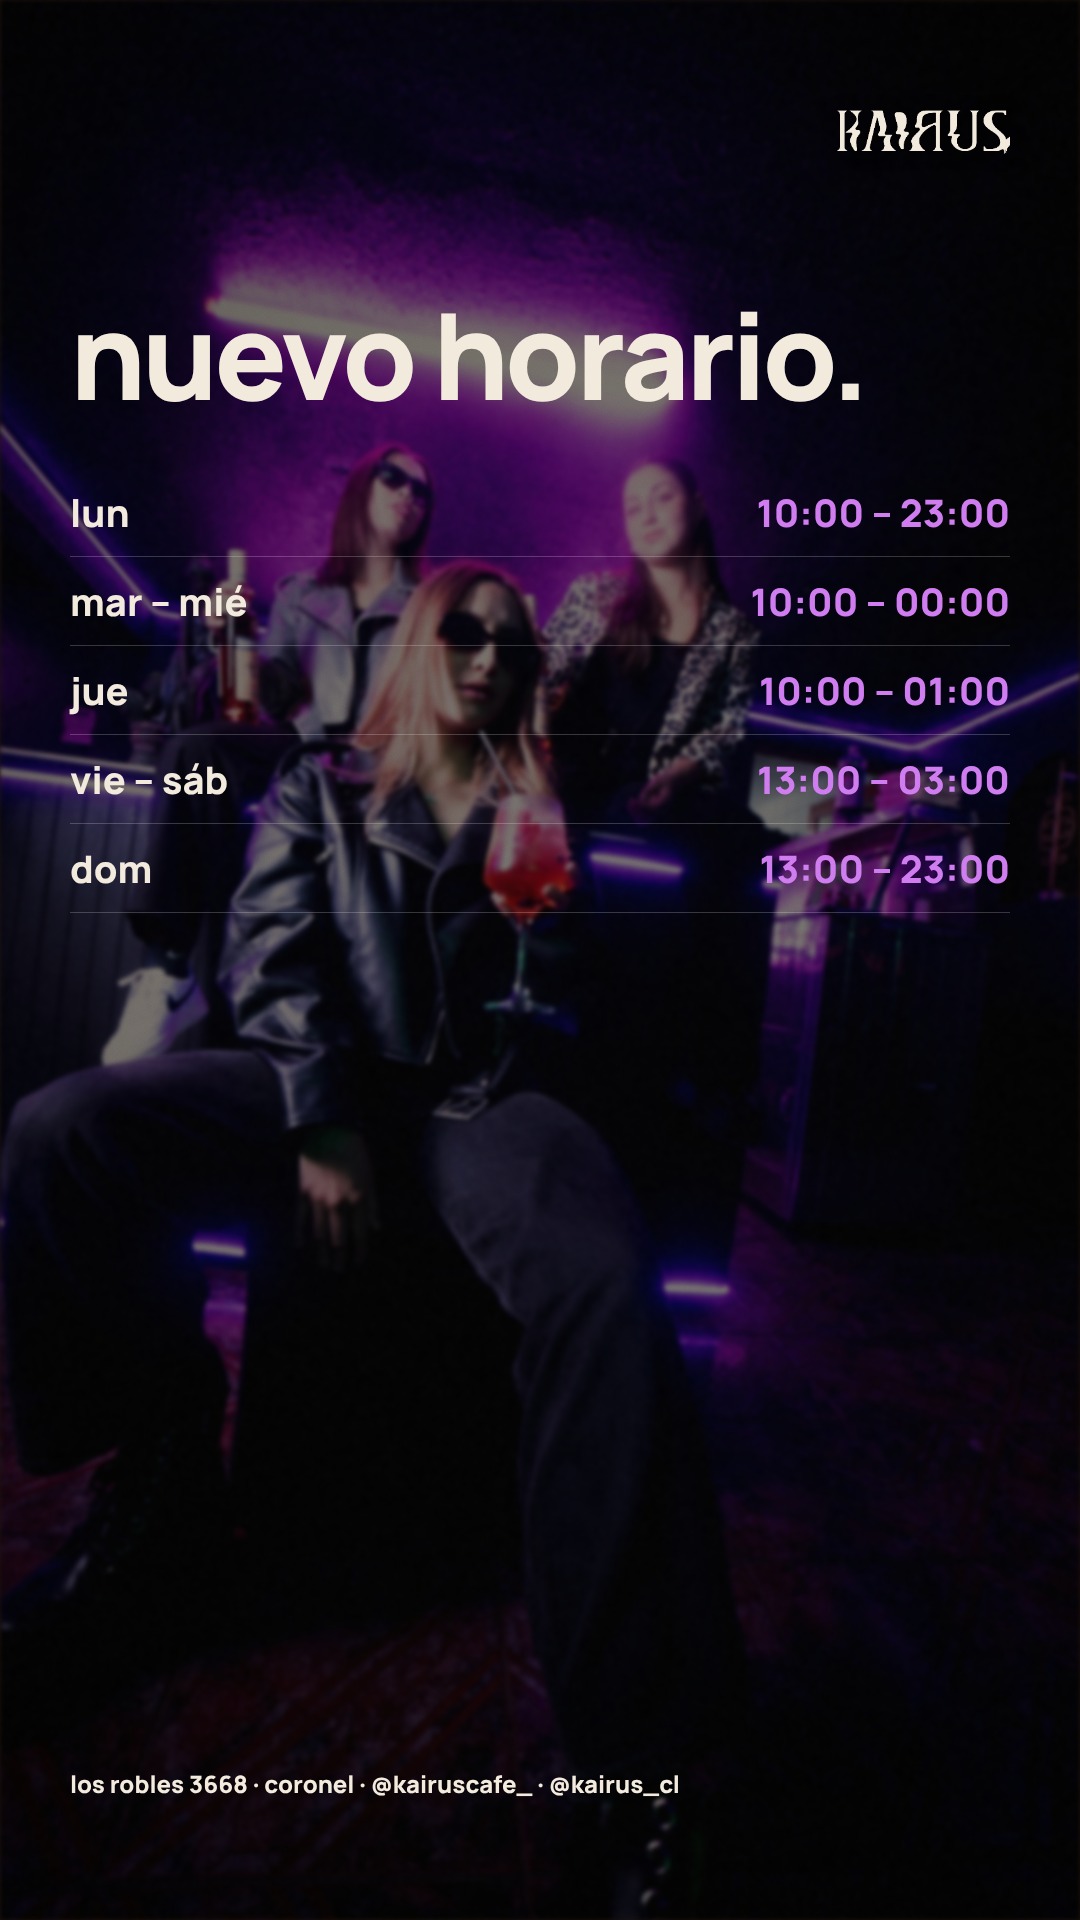 KAIRUS
nuevo horario.
lun 10:00 – 23:00
mar – mié 10:00 – 00:00
jue 10:00 – 01:00
vie – sáb 13:00 – 03:00
dom 13:00 – 23:00
los robles 3668 · coronel · @kairuscafe_ · @kairus_cl